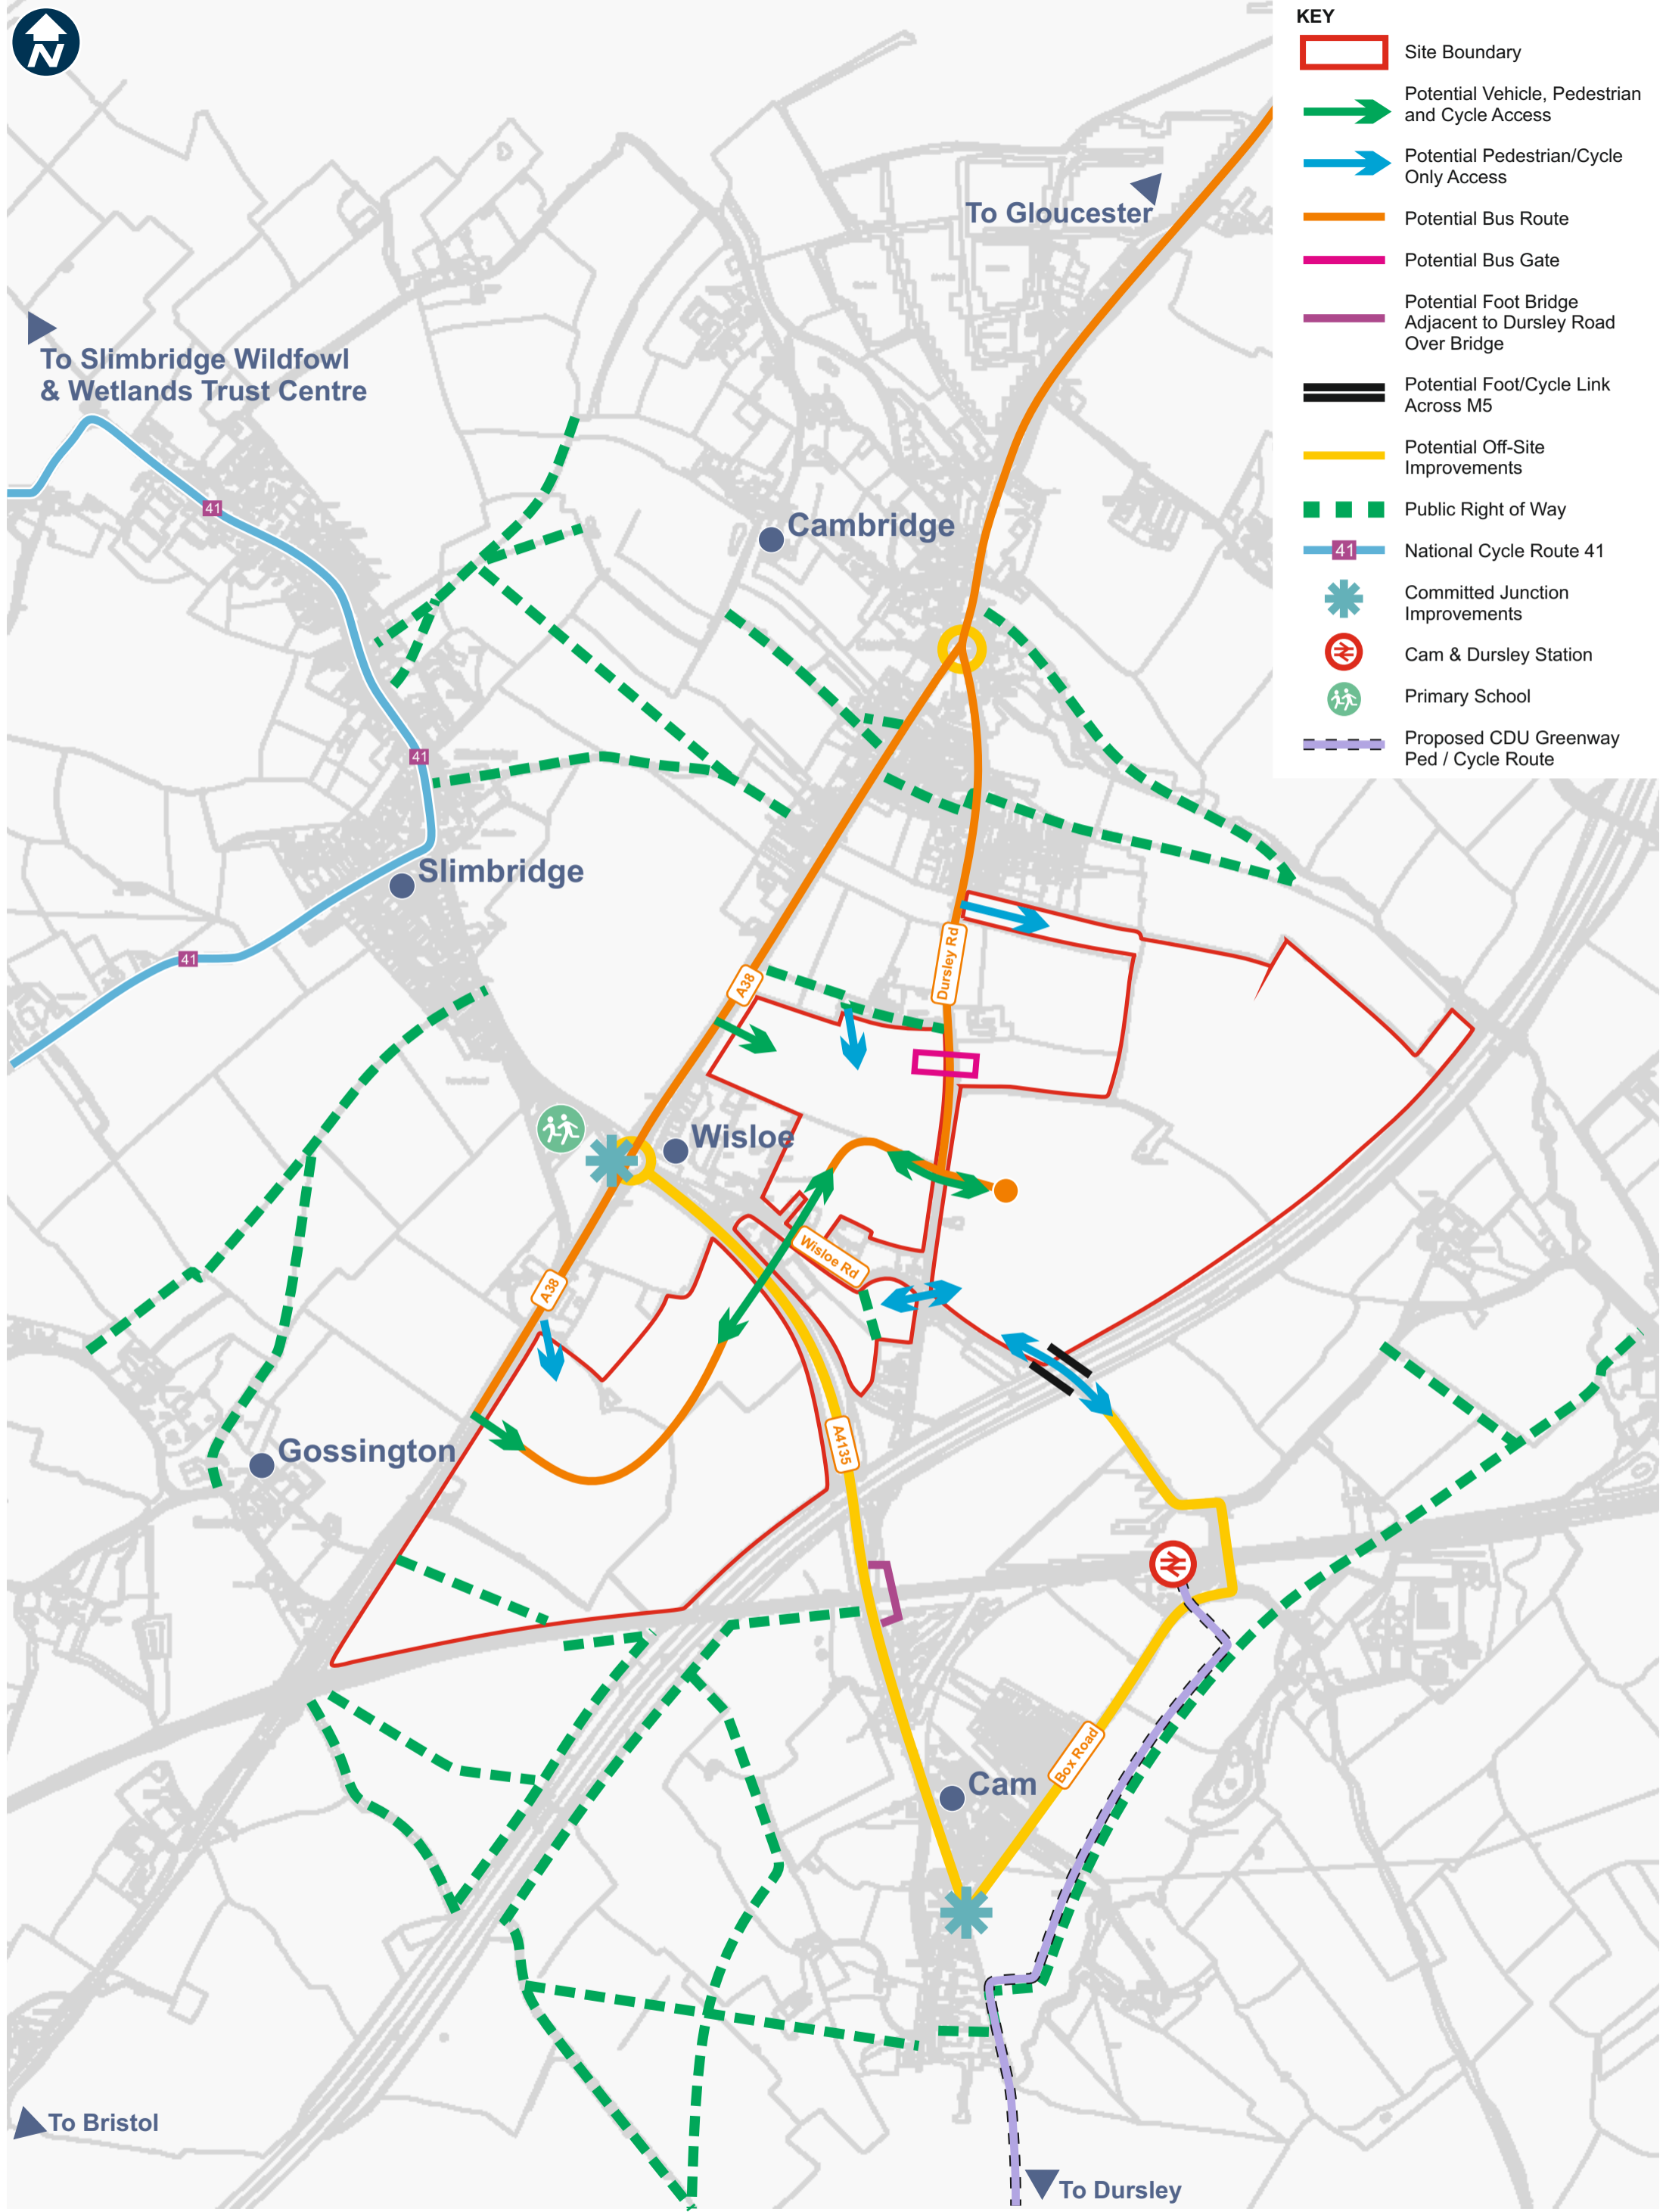 N
KEY
Site Boundary
Potential Vehicle, Pedestrian
and Cycle Access
Potential Pedestrian/Cycle
Only Access
Potential Bus Route
Potential Bus Gate
Potential Foot Bridge
Adjacent to Dursley Road
Over Bridge
Potential Foot/Cycle Link
Across M5
Potential Off-Site
Improvements
Public Right of Way
41
National Cycle Route 41
Committed Junction
Improvements
Cam & Dursley Station
Primary School
Proposed CDU Greenway
Ped / Cycle Route
To Gloucester
To Slimbridge Wildfowl
& Wetlands Trust Centre
41
Cambridge
41
Slimbridge
41
Dursley Rd
A38
Wisloe
Wisloe Rd
A38
A4135
Gossington
Box Road
Cam
To Bristol
To Dursley